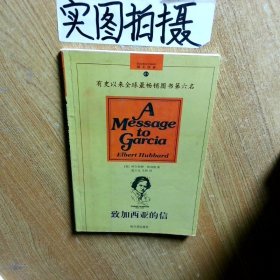 实物图拍摄
有史以来全球最畅销图书第六名
A
Message
to
Garcia
Elbert Hubbard
致加西亚的信